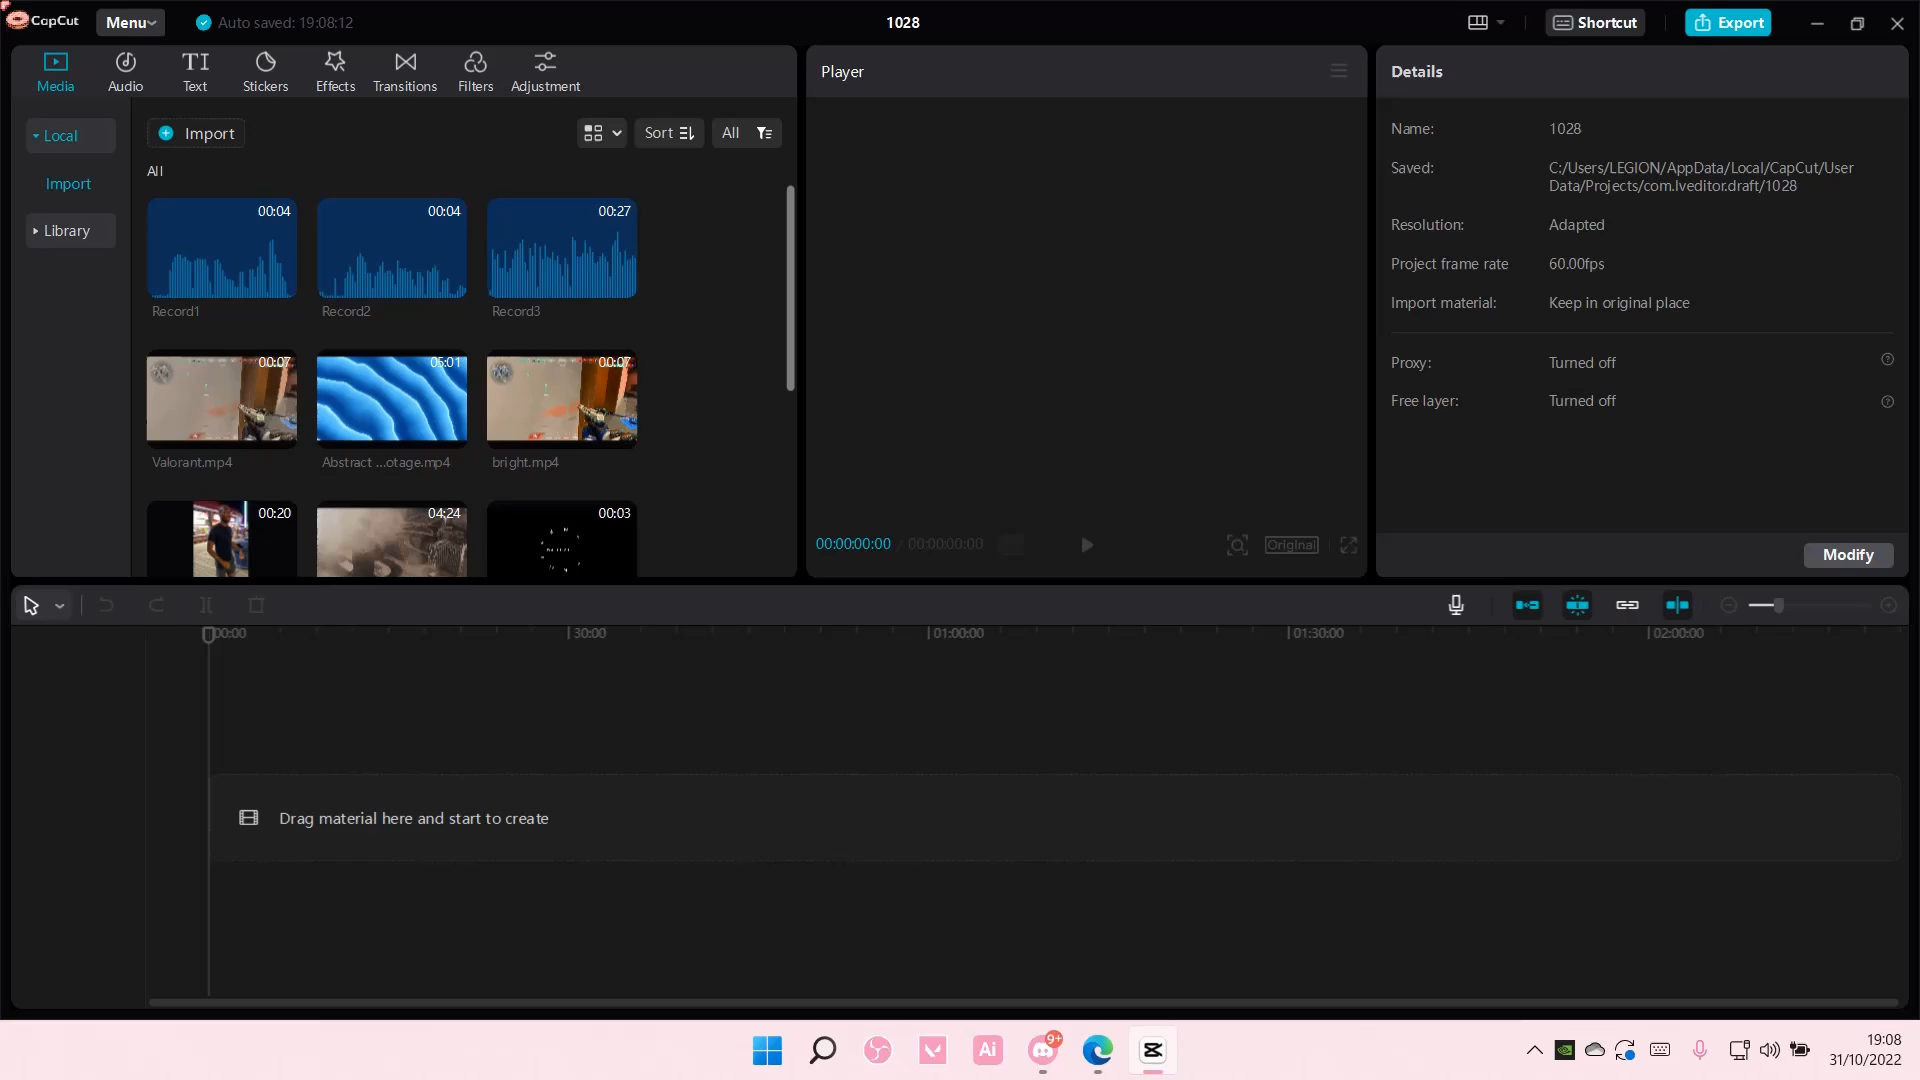 CapCut
Menu
Auto saved: 19:08:12
1028
Shortcut
Export
Media
Audio
TI
Text
Stickers
Effects
Transitions
Filters
Adjustment
Player
Details
Local
Import
Library
Import
Sort
All
All
00:04
00:04
00:27
Record1
Record2
Record3
00:07
05:01
00:07
Valorant.mp4
Abstract ...otage.mp4
bright.mp4
00:20
04:24
00:03
00:00:00:00 / 00:00:00:00
Original
Name:
1028
Saved:
C:/Users/LEGION/AppData/Local/CapCut/User
Data/Projects/com.lveditor.draft/1028
Resolution:
Adapted
Project frame rate
60.00fps
Import material:
Keep in original place
Proxy:
Turned off
Free layer:
Turned off
Modify
00:00
30:00
01:00:00
01:30:00
02:00:00
Drag material here and start to create
Ai
9+
19:08
31/10/2022